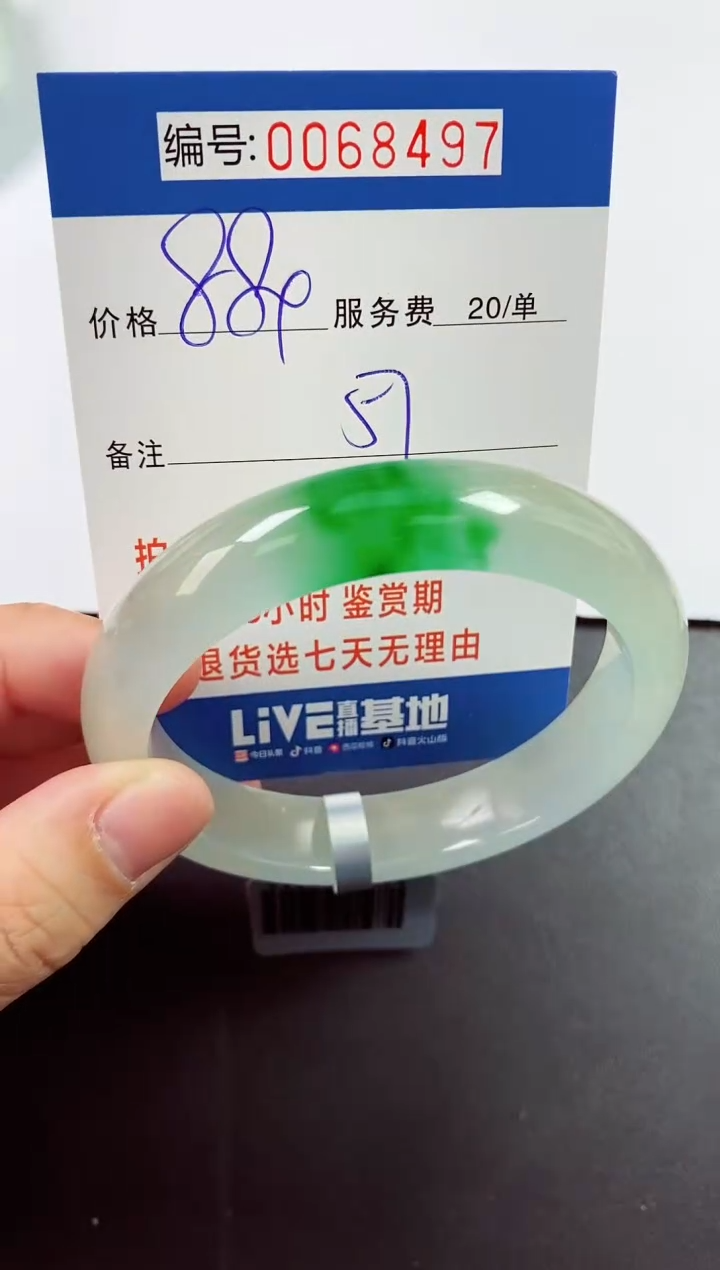 编号: 0068497
价格 服务费 20/单
备注 57
拍
小时 鉴赏期
退货选七天无理由
LiVE直播基地
今日头条 抖音 西瓜视频 抖音火山版